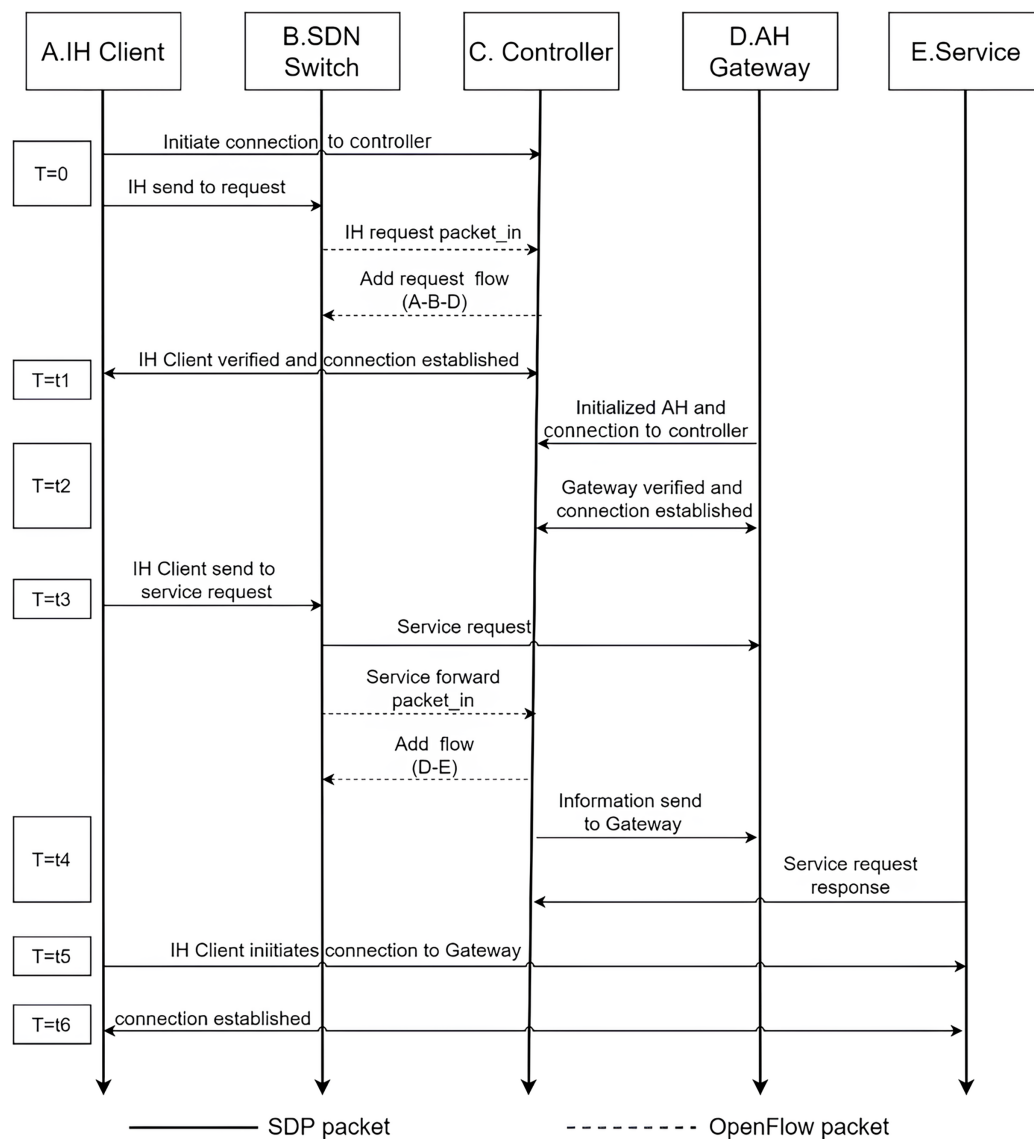 A.IH Client
B.SDN
Switch
C. Controller
D.AH
Gateway
E.Service
T=0
Initiate connection to controller
IH send to request
IH request packet_in
Add request flow
(A-B-D)
T=t1
IH Client verified and connection established
Initialized AH and
connection to controller
T=t2
Gateway verified and
connection established
T=t3
IH Client send to
service request
Service request
Service forward
packet_in
Add flow
(D-E)
Information send
to Gateway
T=t4
Service request
response
T=t5
IH Client iniitiates connection to Gateway
T=t6
connection established
SDP packet
OpenFlow packet